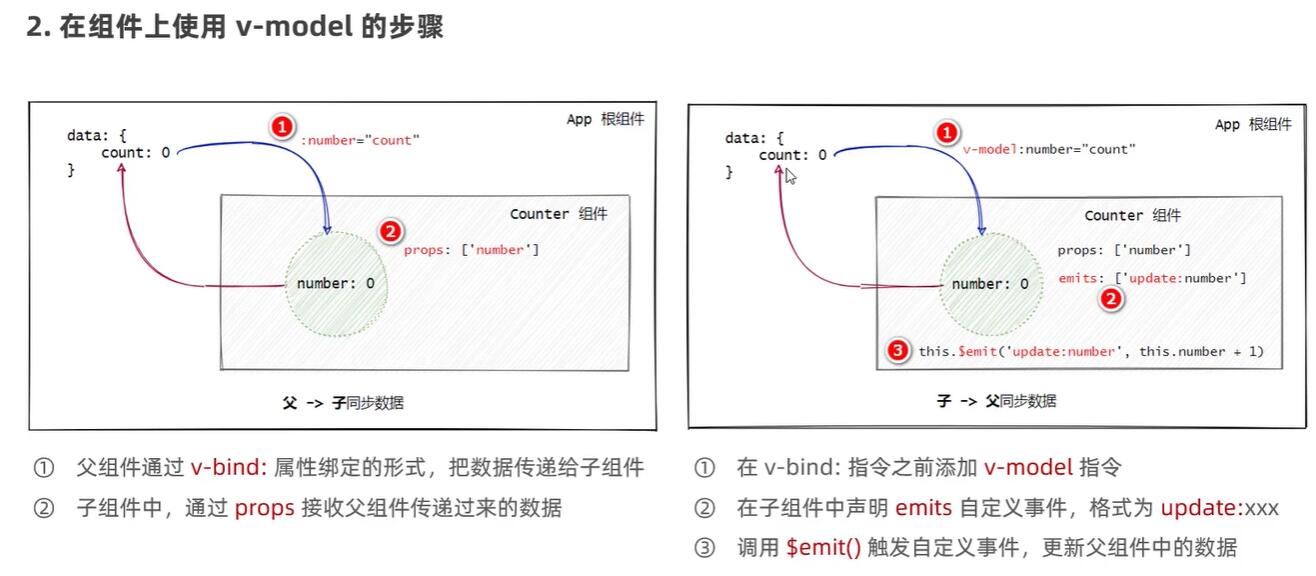 2. 在组件上使用 v-model 的步骤
App 根组件
data: {
count: 0
}
1
:number="count"
Counter 组件
2
props: ['number']
number: 0
父 -> 子同步数据
① 父组件通过 v-bind: 属性绑定的形式，把数据传递给子组件
② 子组件中，通过 props 接收父组件传递过来的数据
App 根组件
data: {
count: 0
}
1
v-model:number="count"
Counter 组件
props: ['number']
emits: ['update:number']
2
number: 0
3
this.$emit('update:number', this.number + 1)
子 -> 父同步数据
① 在 v-bind: 指令之前添加 v-model 指令
② 在子组件中声明 emits 自定义事件，格式为 update:xxx
③ 调用 $emit() 触发自定义事件，更新父组件中的数据